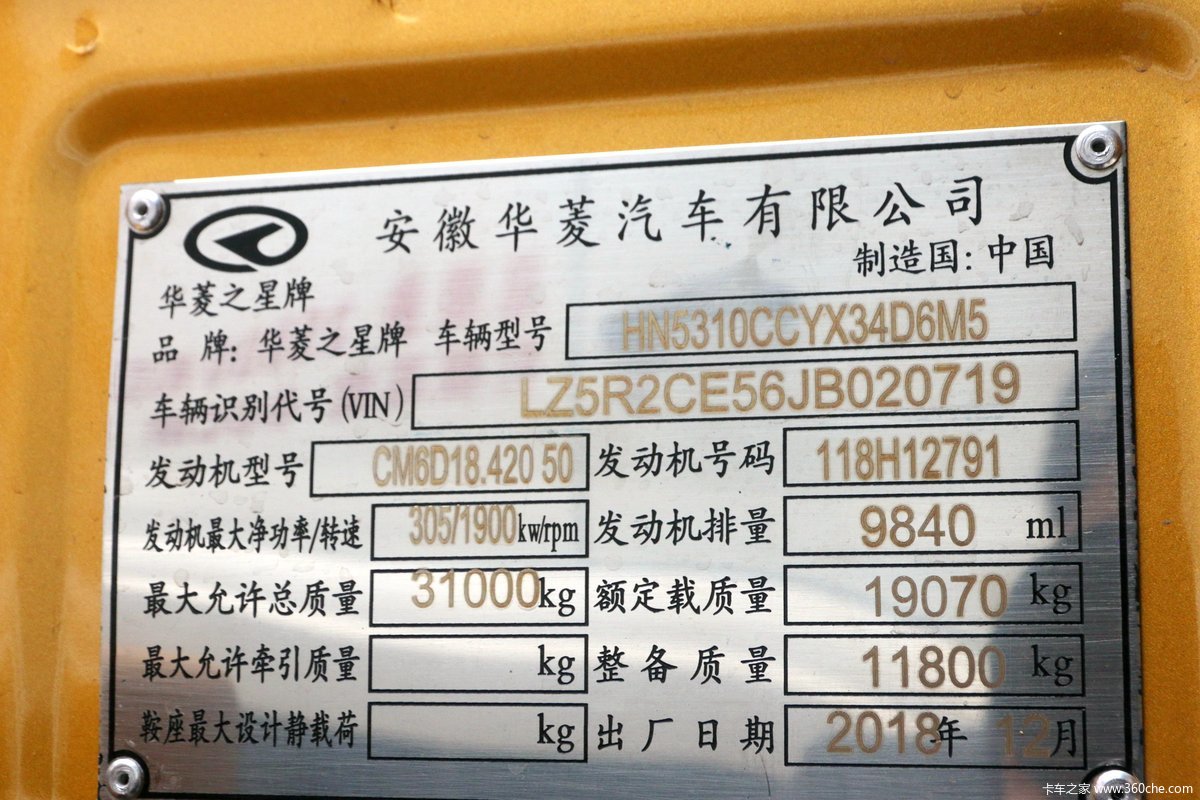 安徽华菱汽车有限公司
制造国:中国
华菱之星牌
品 牌:华菱之星牌 车辆型号 HN5310CCYX34D6M5
车辆识别代号(VIN) LZ5R2CE56JB020719
发动机型号 CM6D18.420 50 发动机号码 118H12791
发动机最大净功率/转速 305/1900kw/rpm 发动机排量 9840 ml
最大允许总质量 31000kg 额定载质量 19070 kg
最大允许牵引质量 kg 整备质量 11800 kg
鞍座最大设计静载荷 kg 出厂日期 2018年 12月
卡车之家 www.360che.com